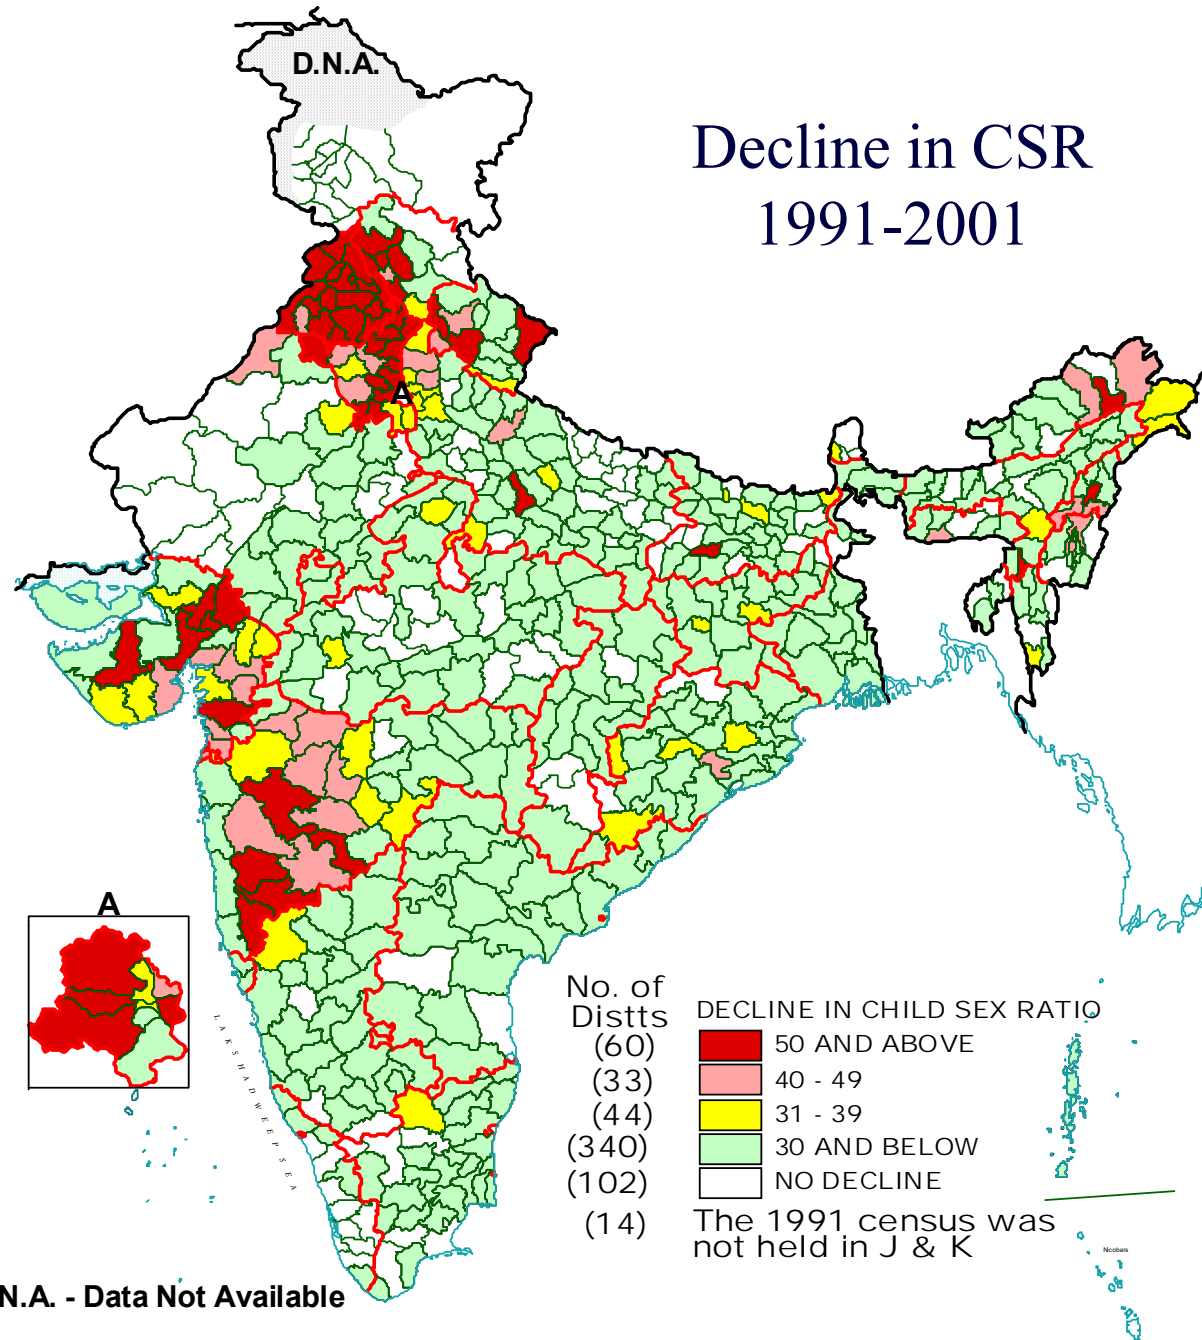 D.N.A.
Decline in CSR
1991-2001
A
A
LAKSHADWEEP SEA
No. of
Distts
DECLINE IN CHILD SEX RATIO
(60) 50 AND ABOVE
(33) 40 - 49
(44) 31 - 39
(340) 30 AND BELOW
(102) NO DECLINE
(14) The 1991 census was
not held in J & K
Nicobars
N.A. - Data Not Available